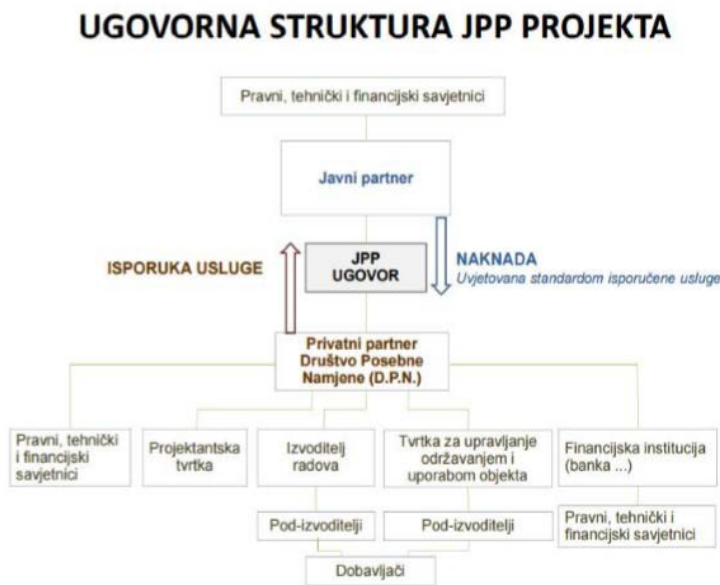 UGOVORNA STRUKTURA JPP PROJEKTA
Pravni, tehnički i financijski savjetnici
Javni partner
ISPORUKA USLUGE
JPP
UGOVOR
NAKNADA
Uvjetovana standardom isporučene usluge
Privatni partner
Društvo Posebne
Namjene (D.P.N.)
Pravni, tehnički
i financijski
savjetnici
Projektantska
tvrtka
Izvoditelj
radova
Tvrtka za upravljanje
održavanjem i
uporabom objekta
Financijska institucija
(banka ...)
Pod-izvoditelji
Pod-izvoditelji
Pravni, tehnički i
financijski savjetnici
Dobavljači